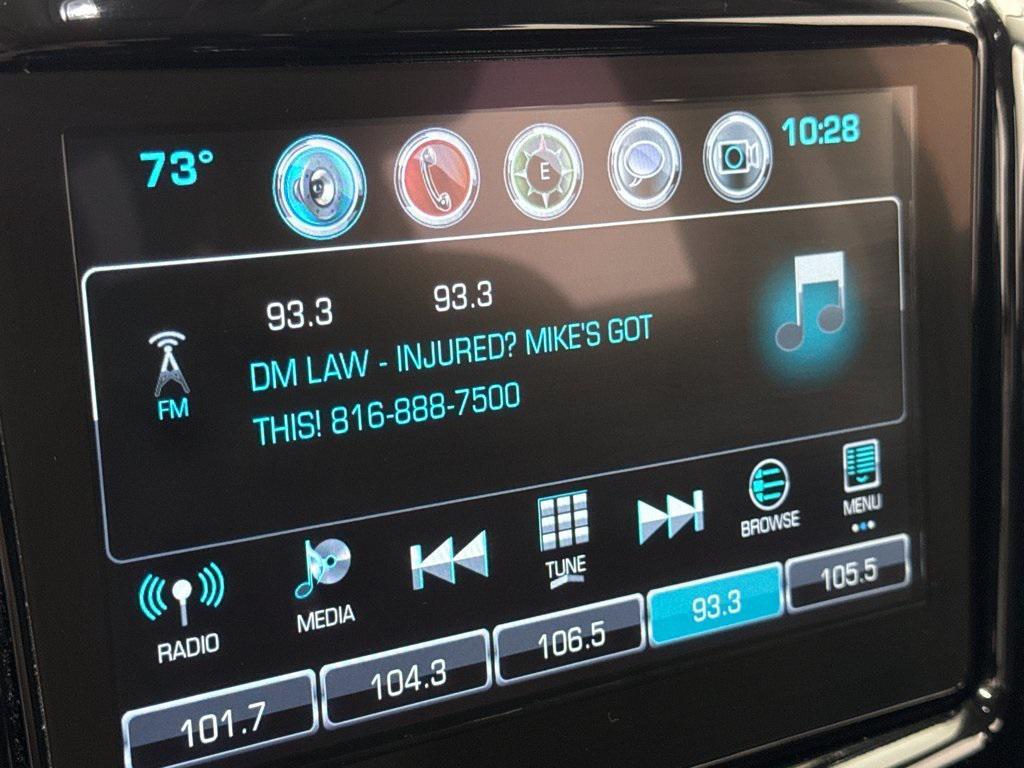 73° 10:28
E
93.3 93.3
DM LAW - INJURED? MIKE'S GOT
THIS! 816-888-7500
FM
RADIO MEDIA TUNE BROWSE MENU
101.7 104.3 106.5 93.3 105.5